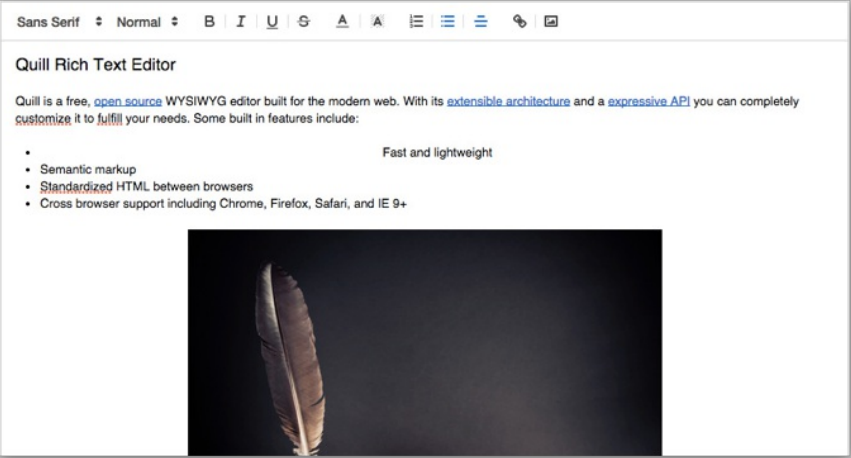 Sans Serif Normal B I U S A A
Quill Rich Text Editor
Quill is a free, open source WYSIWYG editor built for the modern web. With its extensible architecture and a expressive API you can completely
customize it to fulfill your needs. Some built in features include:
• Fast and lightweight
• Semantic markup
• Standardized HTML between browsers
• Cross browser support including Chrome, Firefox, Safari, and IE 9+